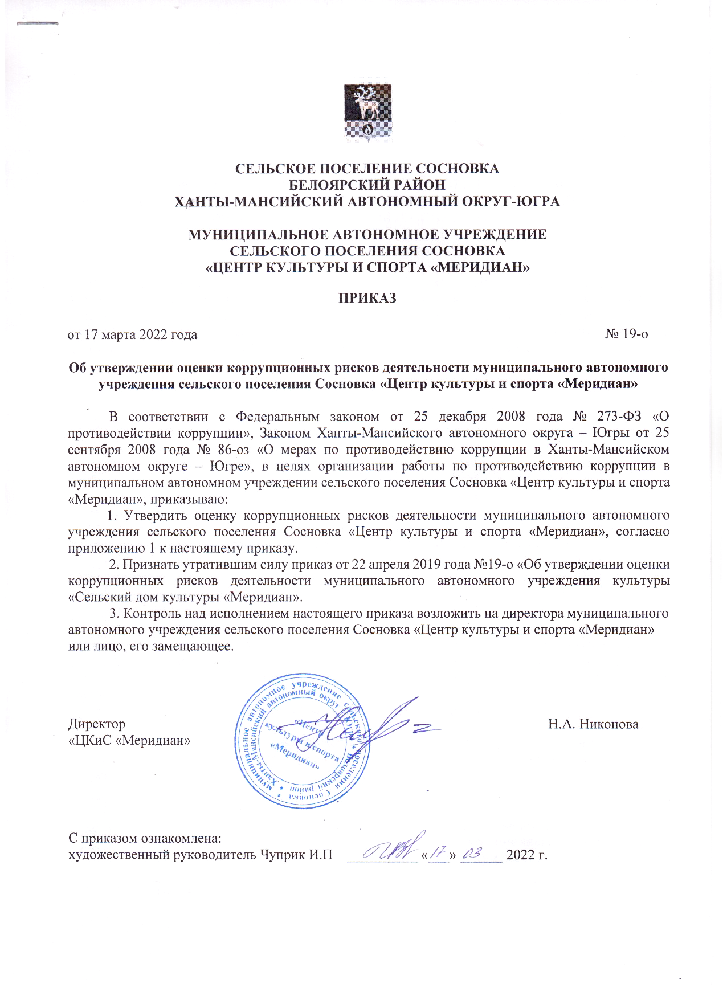 СЕЛЬСКОЕ ПОСЕЛЕНИЕ СОСНОВКА
БЕЛОЯРСКИЙ РАЙОН
ХАНТЫ-МАНСИЙСКИЙ АВТОНОМНЫЙ ОКРУГ-ЮГРА
МУНИЦИПАЛЬНОЕ АВТОНОМНОЕ УЧРЕЖДЕНИЕ
СЕЛЬСКОГО ПОСЕЛЕНИЯ СОСНОВКА
«ЦЕНТР КУЛЬТУРЫ И СПОРТА «МЕРИДИАН»
ПРИКАЗ
от 17 марта 2022 года № 19-о
Об утверждении оценки коррупционных рисков деятельности муниципального автономного
учреждения сельского поселения Сосновка «Центр культуры и спорта «Меридиан»
В соответствии с Федеральным законом от 25 декабря 2008 года № 273-ФЗ «О
противодействии коррупции», Законом Ханты-Мансийского автономного округа – Югры от 25
сентября 2008 года № 86-оз «О мерах по противодействию коррупции в Ханты-Мансийском
автономном округе – Югре», в целях организации работы по противодействию коррупции в
муниципальном автономном учреждении сельского поселения Сосновка «Центр культуры и спорта
«Меридиан», приказываю:
1. Утвердить оценку коррупционных рисков деятельности муниципального автономного
учреждения сельского поселения Сосновка «Центр культуры и спорта «Меридиан», согласно
приложению 1 к настоящему приказу.
2. Признать утратившим силу приказ от 22 апреля 2019 года №19-о «Об утверждении оценки
коррупционных рисков деятельности муниципального автономного учреждения культуры
«Сельский дом культуры «Меридиан».
3. Контроль над исполнением настоящего приказа возложить на директора муниципального
автономного учреждения сельского поселения Сосновка «Центр культуры и спорта «Меридиан»
или лицо, его замещающее.
Директор Н.А. Никонова
«ЦКиС «Меридиан»
Муниципальное автономное учреждение сельского поселения Сосновка *
Ханты-Мансийский автономный округ - Югра * Белоярский район *
«Центр
культуры и спорта
«Меридиан»
С приказом ознакомлена:
художественный руководитель Чуприк И.П __________ «17» 03 2022 г.